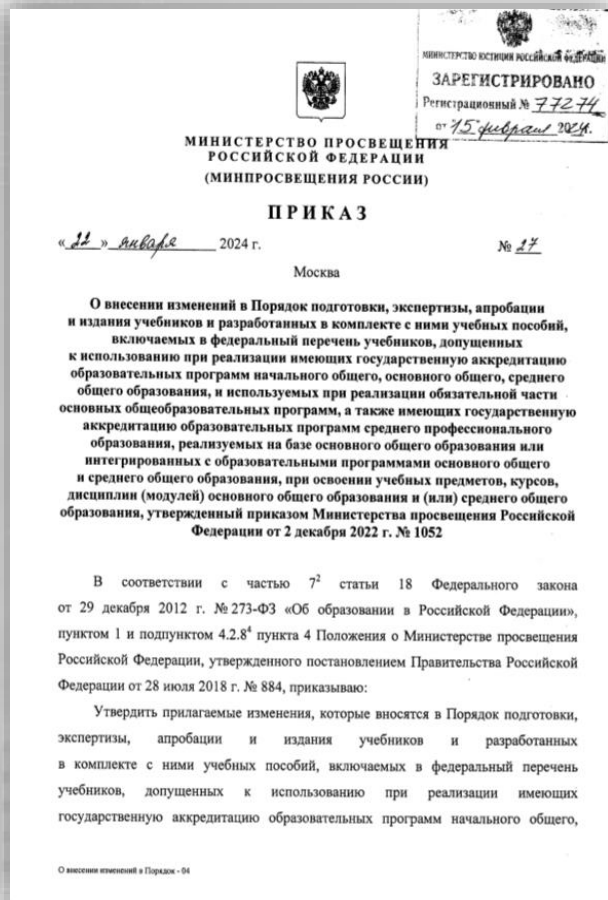 МИНИСТЕРСТВО ЮСТИЦИИ РОССИЙСКОЙ ФЕДЕРАЦИИ
ЗАРЕГИСТРИРОВАНО
Регистрационный № 77274
от "15" февраля 2024.
МИНИСТЕРСТВО ПРОСВЕЩЕНИЯ
РОССИЙСКОЙ ФЕДЕРАЦИИ
(МИНПРОСВЕЩЕНИЯ РОССИИ)
ПРИКАЗ
«22» января 2024 г. № 27
Москва
О внесении изменений в Порядок подготовки, экспертизы, апробации
и издания учебников и разработанных в комплекте с ними учебных пособий,
включаемых в федеральный перечень учебников, допущенных
к использованию при реализации имеющих государственную аккредитацию
образовательных программ начального общего, основного общего, среднего
общего образования, и используемых при реализации обязательной части
основных общеобразовательных программ, а также имеющих государственную
аккредитацию образовательных программ среднего профессионального
образования, реализуемых на базе основного общего образования или
интегрированных с образовательными программами основного общего
и среднего общего образования, при освоении учебных предметов, курсов,
дисциплин (модулей) основного общего образования и (или) среднего общего
образования, утвержденный приказом Министерства просвещения Российской
Федерации от 2 декабря 2022 г. № 1052
В соответствии с частью 7² статьи 18 Федерального закона
от 29 декабря 2012 г. № 273-ФЗ «Об образовании в Российской Федерации»,
пунктом 1 и подпунктом 4.2.8⁴ пункта 4 Положения о Министерстве просвещения
Российской Федерации, утвержденного постановлением Правительства Российской
Федерации от 28 июля 2018 г. № 884, приказываю:
Утвердить прилагаемые изменения, которые вносятся в Порядок подготовки,
экспертизы, апробации и издания учебников и разработанных
в комплекте с ними учебных пособий, включаемых в федеральный перечень
учебников, допущенных к использованию при реализации имеющих
государственную аккредитацию образовательных программ начального общего,
О внесении изменений в Порядок - 04